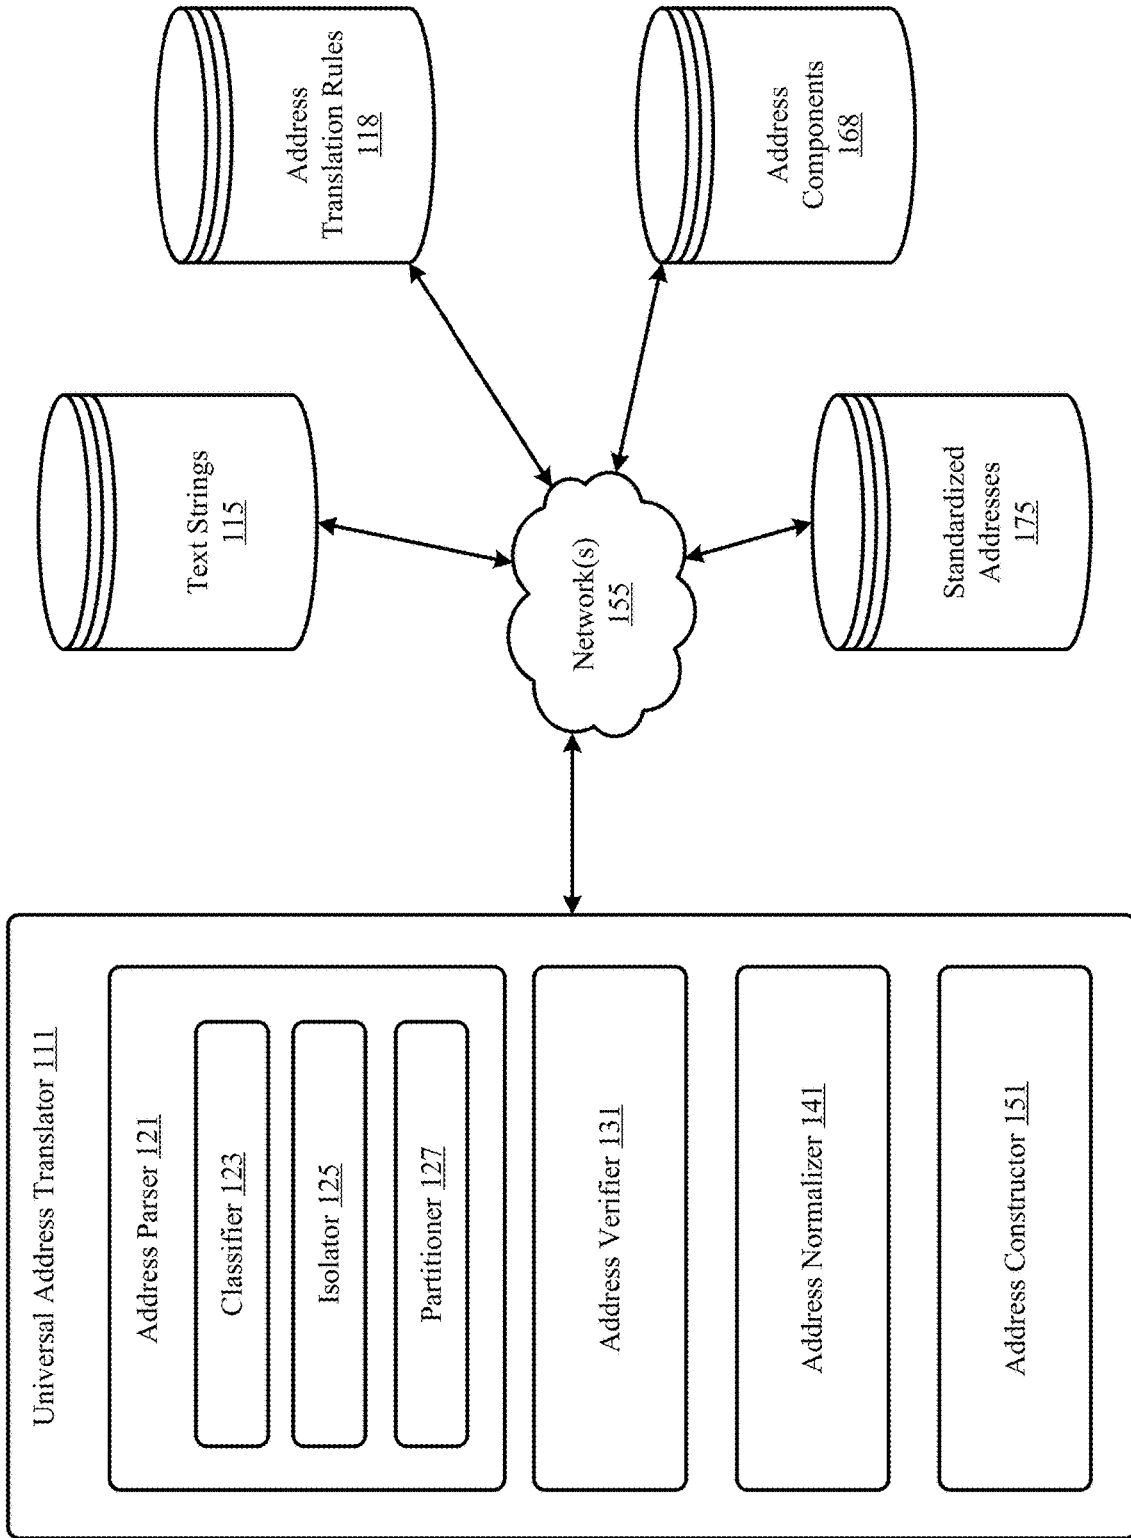 Universal Address Translator 111
Address Parser 121
Classifier 123
Isolator 125
Partitioner 127
Address Verifier 131
Address Normalizer 141
Address Constructor 151
Network(s)
155
Text Strings
115
Address
Translation Rules
118
Standardized
Addresses
175
Address
Components
168